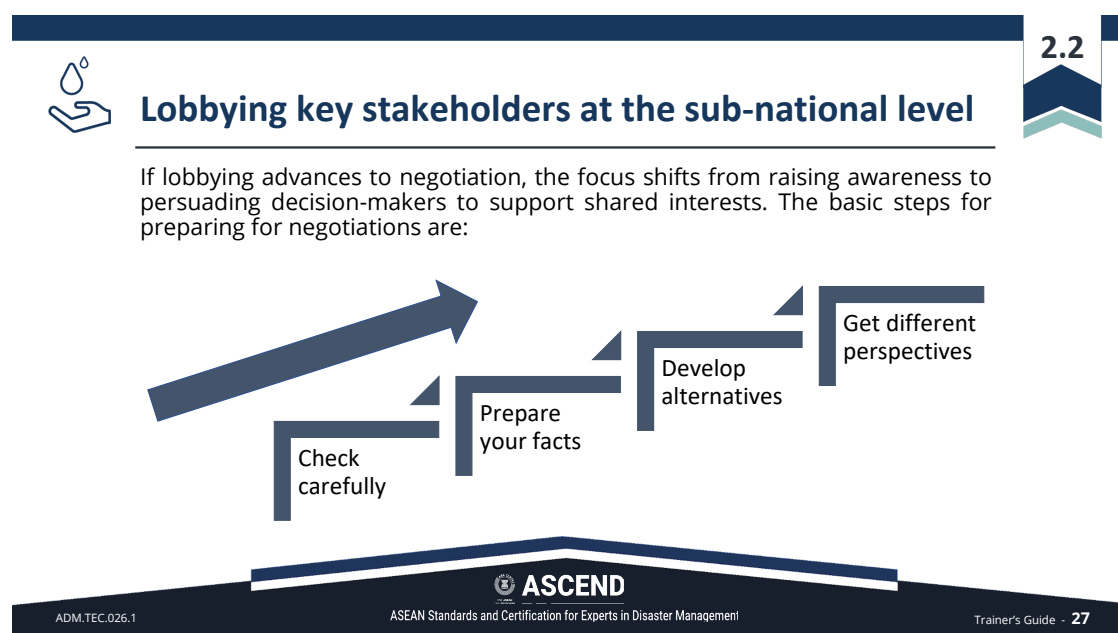 2.2
Lobbying key stakeholders at the sub-national level
If lobbying advances to negotiation, the focus shifts from raising awareness to
persuading decision-makers to support shared interests. The basic steps for
preparing for negotiations are:
Check
carefully
Prepare
your facts
Develop
alternatives
Get different
perspectives
ASCEND
ADM.TEC.026.1
ASEAN Standards and Certification for Experts in Disaster Management
Trainer's Guide - 27